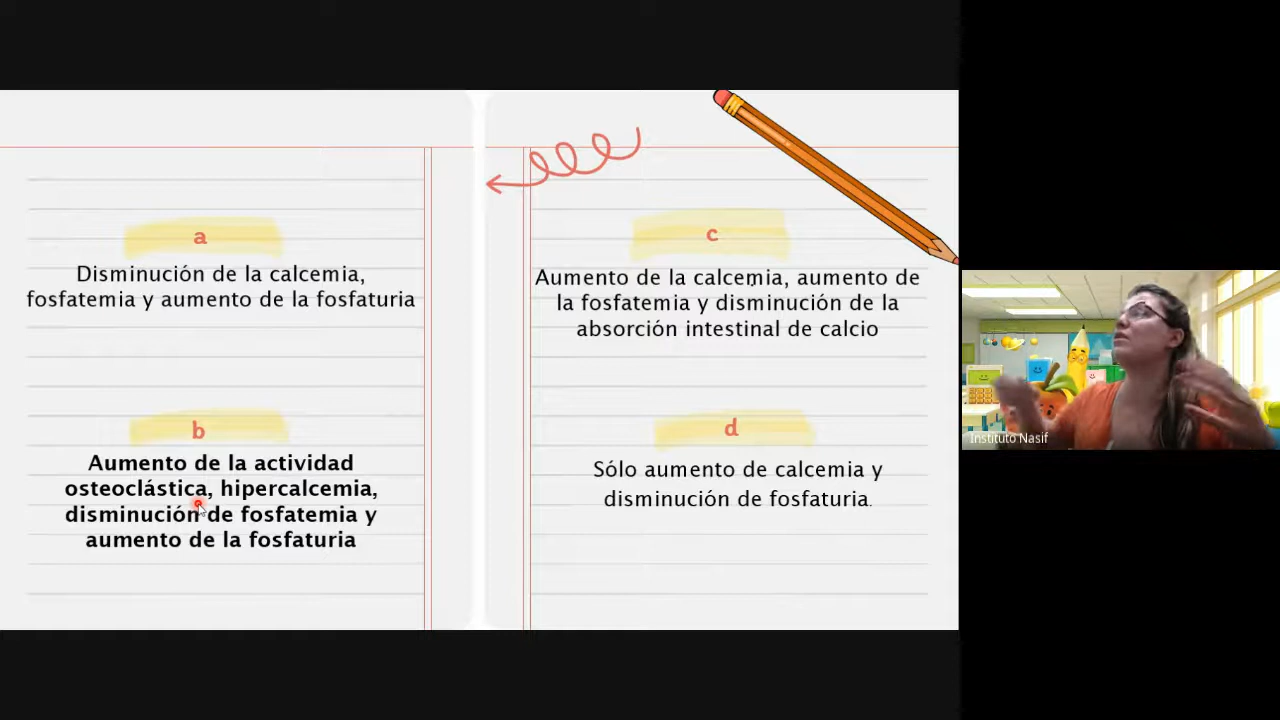 a
Disminución de la calcemia,
fosfatemia y aumento de la fosfaturia
b
Aumento de la actividad
osteoclástica, hipercalcemia,
disminución de fosfatemia y
aumento de la fosfaturia
c
Aumento de la calcemia, aumento de
la fosfatemia y disminución de la
absorción intestinal de calcio
d
Sólo aumento de calcemia y
disminución de fosfaturia.
Instituto Nasif